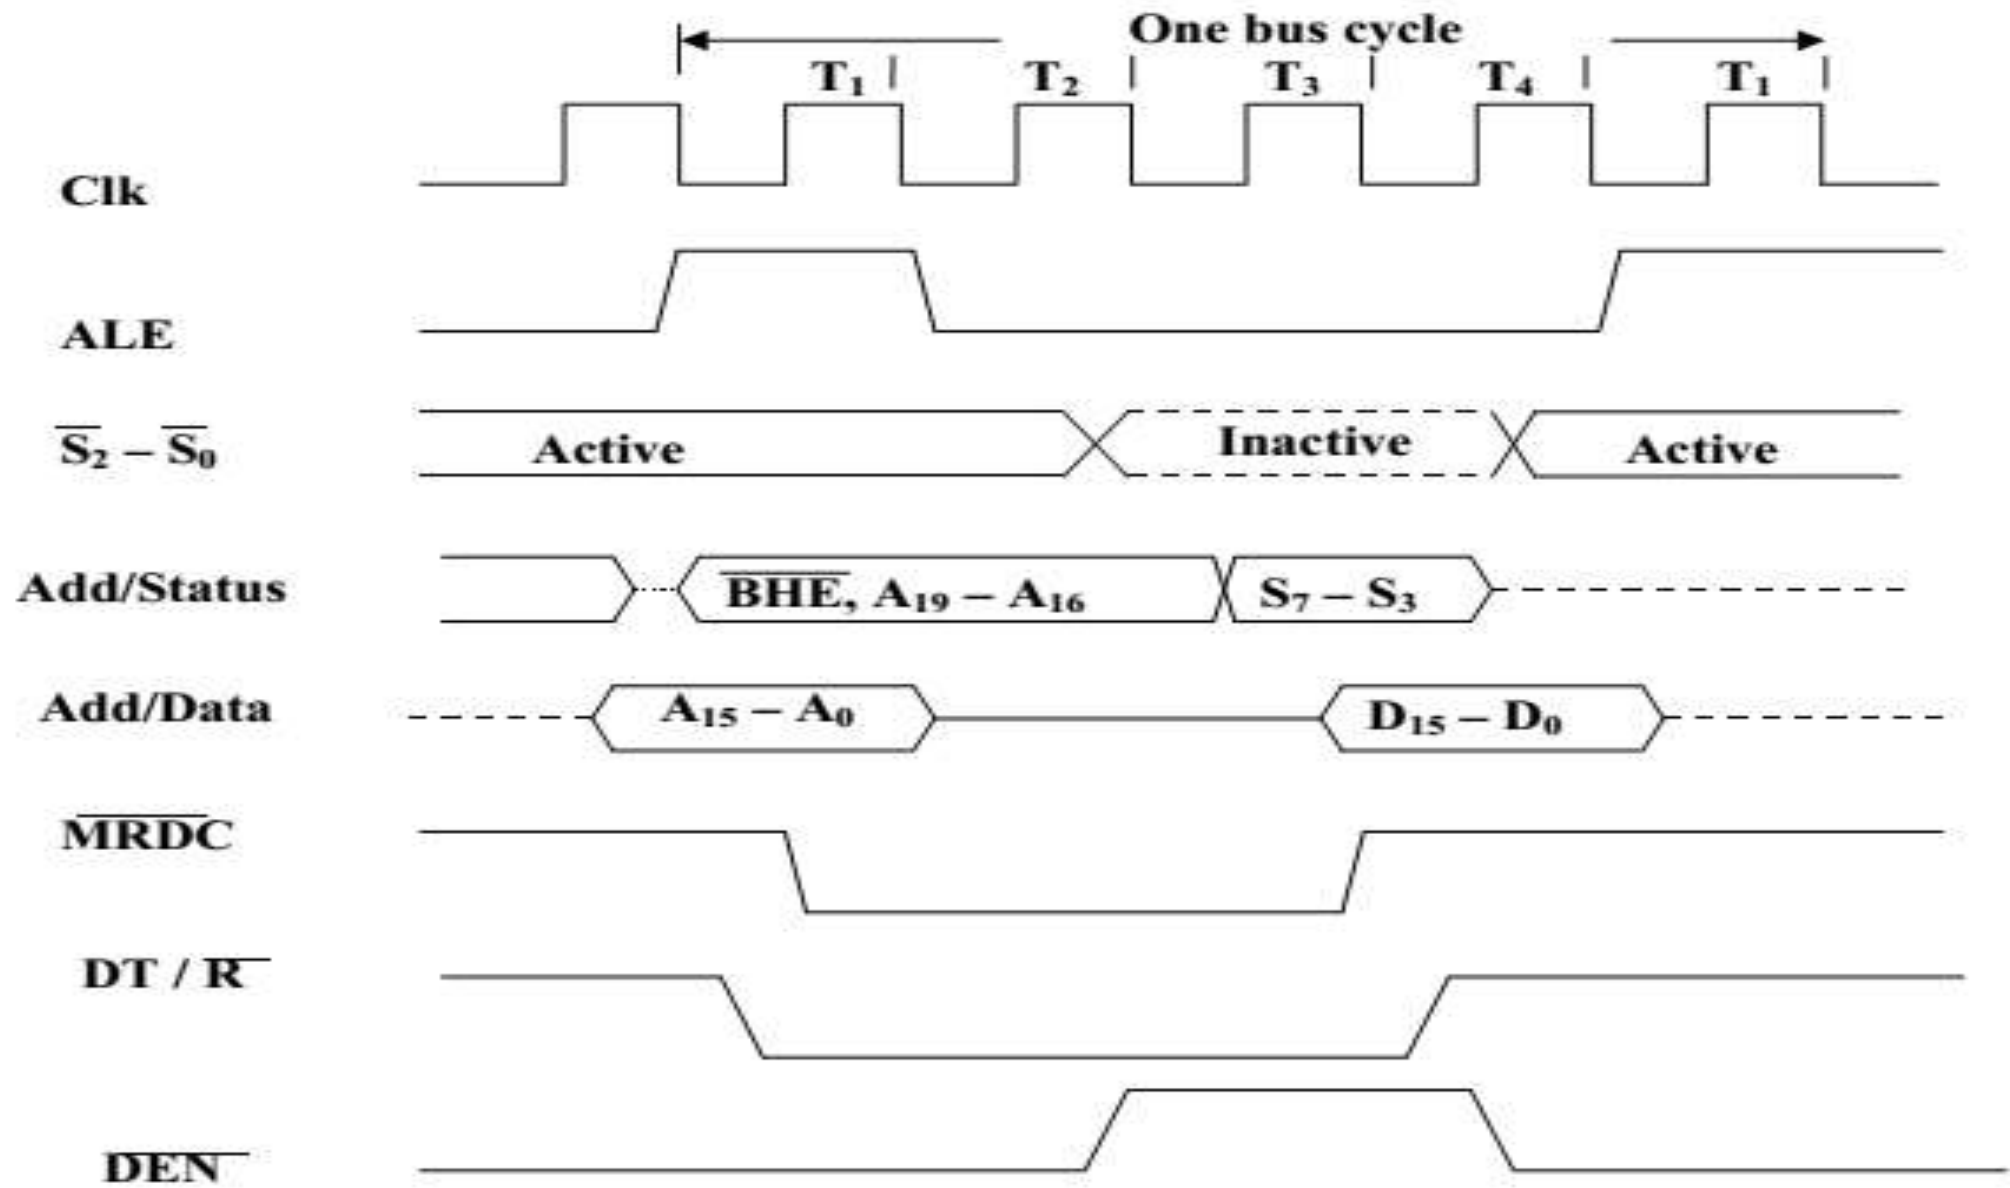 One bus cycle
T₁ | T₂ | T₃ | T₄ | T₁ |
Clk
ALE
S̅₂ – S̅₀ Active Inactive Active
Add/Status B̅H̅E̅, A₁₉ – A₁₆ S₇ – S₃
Add/Data A₁₅ – A₀ D₁₅ – D₀
M̅R̅D̅C̅
DT / R̅
D̅E̅N̅